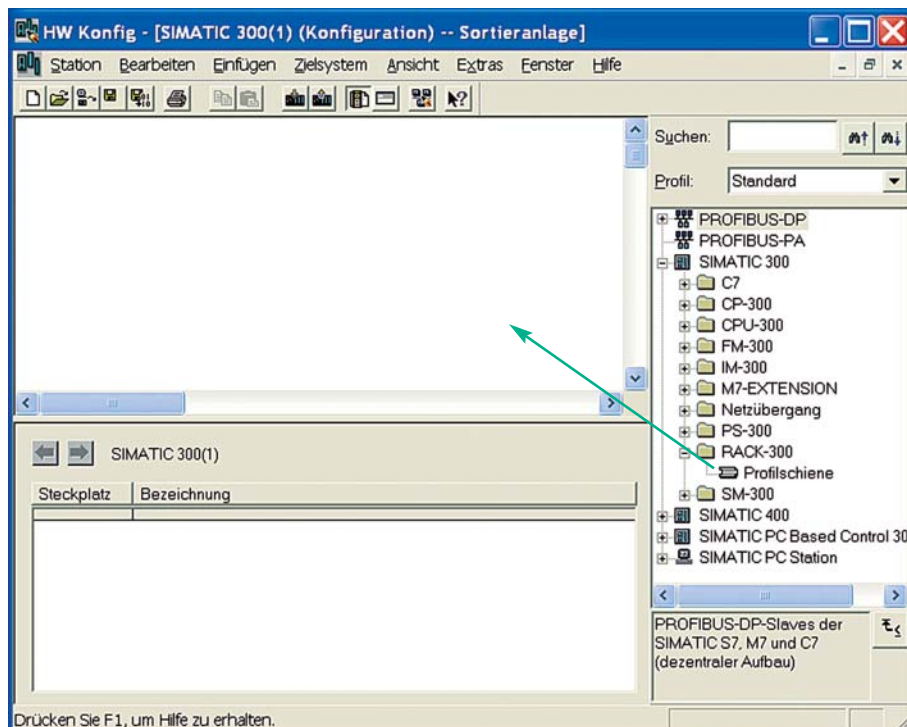 HW Konfig - [SIMATIC 300(1) (Konfiguration) -- Sortieranlage]
Station Bearbeiten Einfügen Zielsystem Ansicht Extras Fenster Hilfe
Suchen:
Profil: Standard
PROFIBUS-DP
PROFIBUS-PA
SIMATIC 300
C7
CP-300
CPU-300
FM-300
IM-300
M7-EXTENSION
Netzübergang
PS-300
RACK-300
Profilschiene
SM-300
SIMATIC 400
SIMATIC PC Based Control 30
SIMATIC PC Station
SIMATIC 300(1)
Steckplatz Bezeichnung
PROFIBUS-DP-Slaves der
SIMATIC S7, M7 und C7
(dezentraler Aufbau)
Drücken Sie F1, um Hilfe zu erhalten.